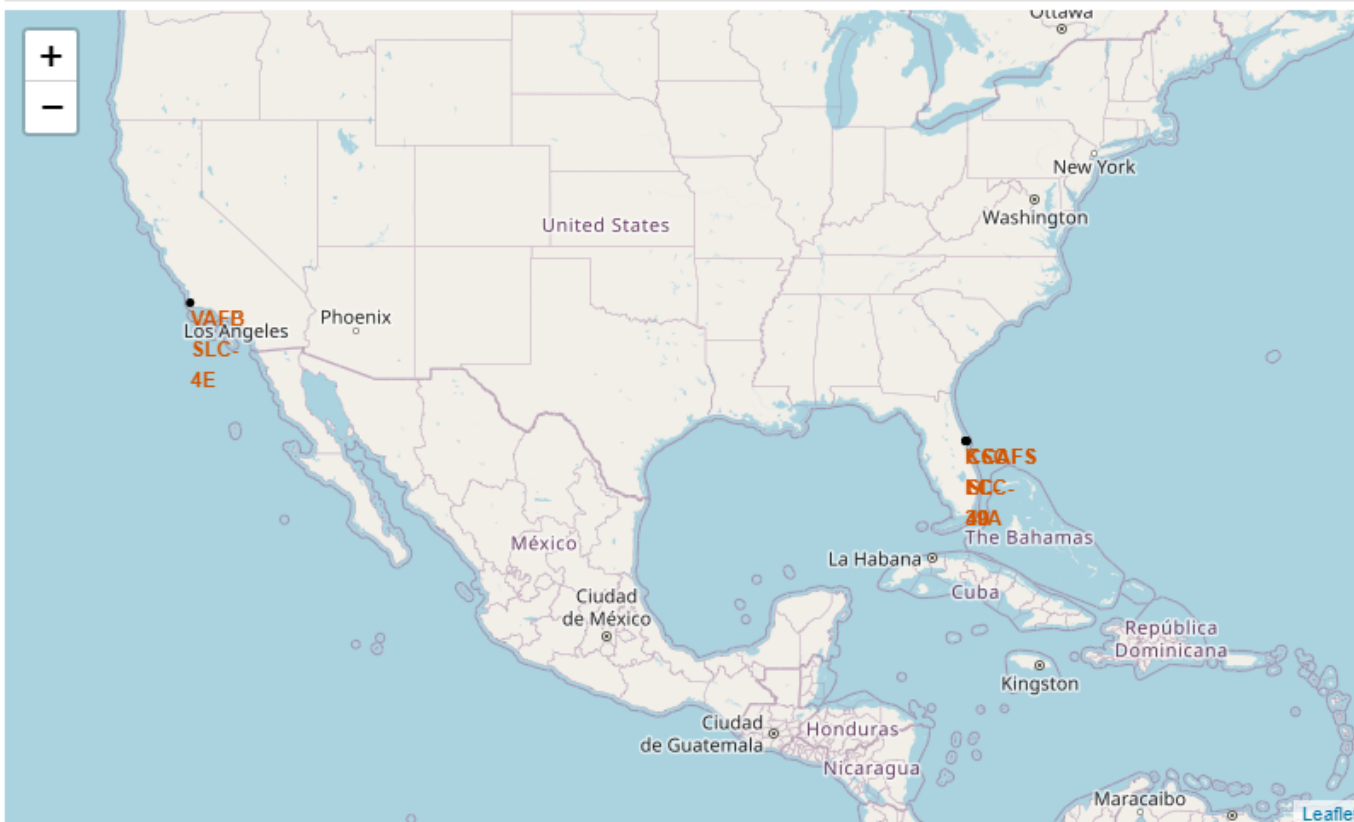 +
−
Ottawa
New York
Washington
United States
VAFB
SLC-
4E
Los Angeles
Phoenix
The Bahamas
La Habana
México
Cuba
Ciudad
de México
República
Dominicana
Kingston
Ciudad
de Guatemala
Honduras
Nicaragua
Maracaibo